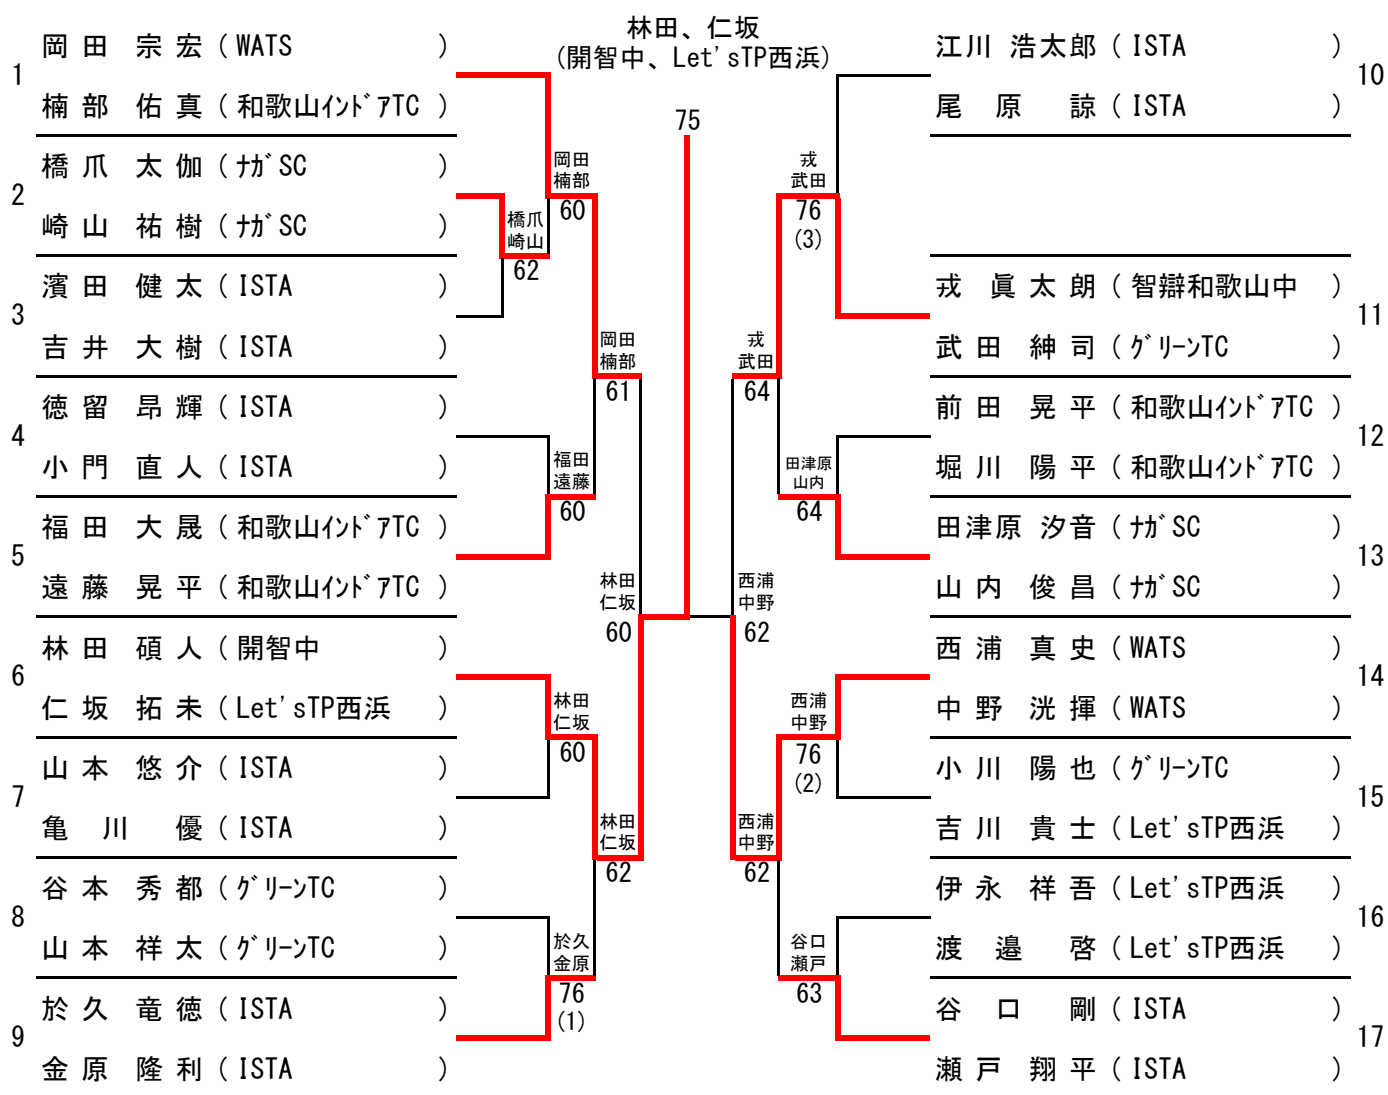 林田、仁坂
(開智中、Let'sTP西浜)
75
1
岡田 宗宏 ( WATS )
楠部 佑真 ( 和歌山ｲﾝﾄﾞｱTC )
2
橋爪 太伽 ( ﾅｶﾞSC )
崎山 祐樹 ( ﾅｶﾞSC )
3
濱田 健太 ( ISTA )
吉井 大樹 ( ISTA )
4
徳留 昂輝 ( ISTA )
小門 直人 ( ISTA )
5
福田 大晟 ( 和歌山ｲﾝﾄﾞｱTC )
遠藤 晃平 ( 和歌山ｲﾝﾄﾞｱTC )
6
林田 碩人 ( 開智中 )
仁坂 拓未 ( Let'sTP西浜 )
7
山本 悠介 ( ISTA )
亀川 優 ( ISTA )
8
谷本 秀都 ( ｸﾞﾘｰﾝTC )
山本 祥太 ( ｸﾞﾘｰﾝTC )
9
於久 竜徳 ( ISTA )
金原 隆利 ( ISTA )
橋爪
崎山
62
岡田
楠部
60
福田
遠藤
60
林田
仁坂
60
於久
金原
76
(1)
岡田
楠部
61
林田
仁坂
62
林田
仁坂
60
西浦
中野
62
戎
武田
64
西浦
中野
62
戎
武田
76
(3)
田津原
山内
64
西浦
中野
76
(2)
谷口
瀬戸
63
江川 浩太郎 ( ISTA )
尾原 諒 ( ISTA )
10
戎 眞太朗 ( 智辯和歌山中 )
武田 紳司 ( ｸﾞﾘｰﾝTC )
11
前田 晃平 ( 和歌山ｲﾝﾄﾞｱTC )
堀川 陽平 ( 和歌山ｲﾝﾄﾞｱTC )
12
田津原 汐音 ( ﾅｶﾞSC )
山内 俊昌 ( ﾅｶﾞSC )
13
西浦 真史 ( WATS )
中野 洸揮 ( WATS )
14
小川 陽也 ( ｸﾞﾘｰﾝTC )
吉川 貴士 ( Let'sTP西浜 )
15
伊永 祥吾 ( Let'sTP西浜 )
渡邉 啓 ( Let'sTP西浜 )
16
谷口 剛 ( ISTA )
瀬戸 翔平 ( ISTA )
17